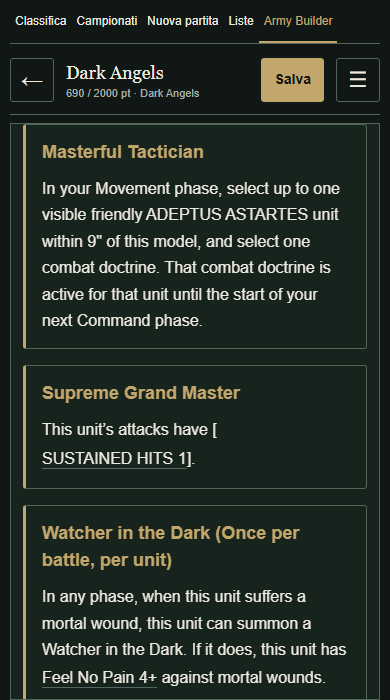 Classifica Campionati Nuova partita Liste Army Builder
← Dark Angels Salva ☰
690 / 2000 pt · Dark Angels
Masterful Tactician
In your Movement phase, select up to one
visible friendly ADEPTUS ASTARTES unit
within 9" of this model, and select one
combat doctrine. That combat doctrine is
active for that unit until the start of your
next Command phase.
Supreme Grand Master
This unit's attacks have [
SUSTAINED HITS 1].
Watcher in the Dark (Once per
battle, per unit)
In any phase, when this unit suffers a
mortal wound, this unit can summon a
Watcher in the Dark. If it does, this unit has
Feel No Pain 4+ against mortal wounds.